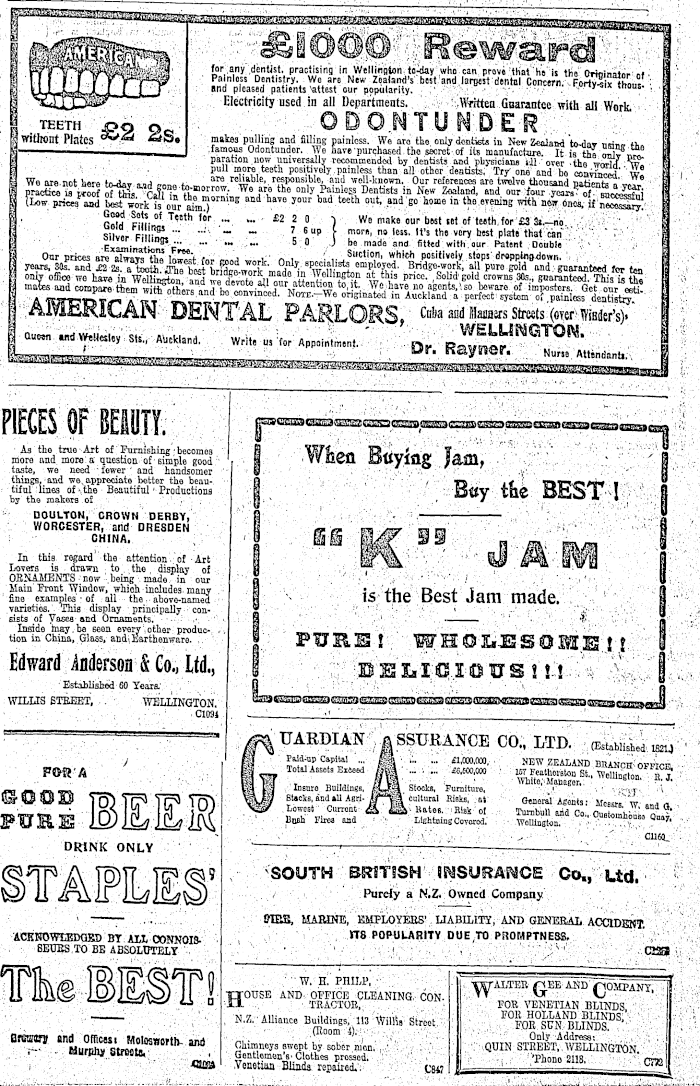 AMERICAN
TEETH
without Plates £2 2s.
£1000 Reward
for any dentist, practising in Wellington to-day who can prove that he is the Originator of
Painless Dentistry. We are New Zealand's best and largest dental Concern. Forty-six thous-
and pleased patients attest our popularity.
Electricity used in all Departments. Written Guarantee with all Work.
ODONTUNDER
makes pulling and filling painless. We are the only dentists in New Zealand to-day using the
famous Odontunder. We have purchased the secret of its manufacture. It is the only pre-
paration now universally recommended by dentists and physicians all over the world. We
pull more teeth positively painless than all other dentists. Try one and be convinced. We
are reliable, responsible, and well-known. Our references are twelve thousand patients a year.
We are not here to-day and gone to-morrow. We are the only Painless Dentists in New Zealand, and our four years of successful
practice is proof of this. Call in the morning and have your bad teeth out, and go home in the evening with new ones, if necessary.
(Low prices and best work is our aim.)
Good Sets of Teeth for ... ... ... £2 2 0
Gold Fillings ... ... ... ... 7 6 up
Silver Fillings ... ... ... ... 5 0
Examinations Free.
We make our best set of teeth for £3 3s.—no
more, no less. It's the very best plate that can
be made and fitted with our Patent Double
Suction, which positively stops dropping down.
Our prices are always the lowest for good work. Only specialists employed. Bridge-work, all pure gold and guaranteed for ten
years, 30s. and £2 2s. a tooth. The best bridge-work made in Wellington at this price. Solid gold crowns 30s., guaranteed. This is the
only office we have in Wellington, and we devote all our attention to it. We have no agents, so beware of imposters. Get our esti-
mates and compare them with others and be convinced. NOTE.—We originated in Auckland a perfect system of painless dentistry.
AMERICAN DENTAL PARLORS, Cuba and Manners Streets (over Winder's),
WELLINGTON.
Queen and Wellesley Sts., Auckland. Write us for Appointment. Dr. Rayner. Nurse Attendants.
PIECES OF BEAUTY.
As the true Art of Furnishing becomes
more and more a question of simple good
taste, we need fewer and handsomer
things, and we appreciate better the beau-
tiful lines of the Beautiful Productions
by the makers of
DOULTON, CROWN DERBY,
WORCESTER, and DRESDEN
CHINA.
In this regard the attention of Art
Lovers is drawn to the display of
ORNAMENTS now being made in our
Main Front Window, which includes many
fine examples of all the above-named
varieties. This display principally con-
sists of Vases and Ornaments.
Inside may be seen every other produc-
tion in China, Glass, and Earthenware.
Edward Anderson & Co., Ltd.,
Established 60 Years.
WILLIS STREET, WELLINGTON.
C1094
FOR A
GOOD
PURE BEER
DRINK ONLY
STAPLES'
ACKNOWLEDGED BY ALL CONNOIS-
SEURS TO BE ABSOLUTELY
The BEST!
Brewery and Offices: Molesworth and
Murphy Streets.
When Buying Jam,
Buy the BEST!
"K" JAM
is the Best Jam made.
PURE! WHOLESOME!!
DELICIOUS!!!
GUARDIAN ASSURANCE CO., LTD. (Established 1821.)
Paid-up Capital ... ... ... £1,000,000,
Total Assets Exceed ... ... £6,500,000
Insure Buildings, Stocks, Furniture,
Stacks, and all Agri- cultural Risks, at
Lowest Current Rates. Risk of
Bush Fires and Lightning Covered.
NEW ZEALAND BRANCH OFFICE,
157 Featherston St., Wellington. R. J.
White, Manager.
General Agents: Messrs. W. and G.
Turnbull and Co., Customhouse Quay,
Wellington.
C1160
SOUTH BRITISH INSURANCE Co., Ltd.
Purely a N.Z. Owned Company
FIRE, MARINE, EMPLOYERS' LIABILITY, AND GENERAL ACCIDENT.
ITS POPULARITY DUE TO PROMPTNESS.
W. H. PHILP,
HOUSE AND OFFICE CLEANING CON-
TRACTOR,
N.Z. Alliance Buildings, 113 Willis Street
(Room 4).
Chimneys swept by sober men.
Gentlemen's Clothes pressed.
Venetian Blinds repaired.
C847
WALTER GEE AND COMPANY,
FOR VENETIAN BLINDS,
FOR HOLLAND BLINDS,
FOR SUN BLINDS.
Only Address:
QUIN STREET, WELLINGTON.
'Phone 2118.
C772